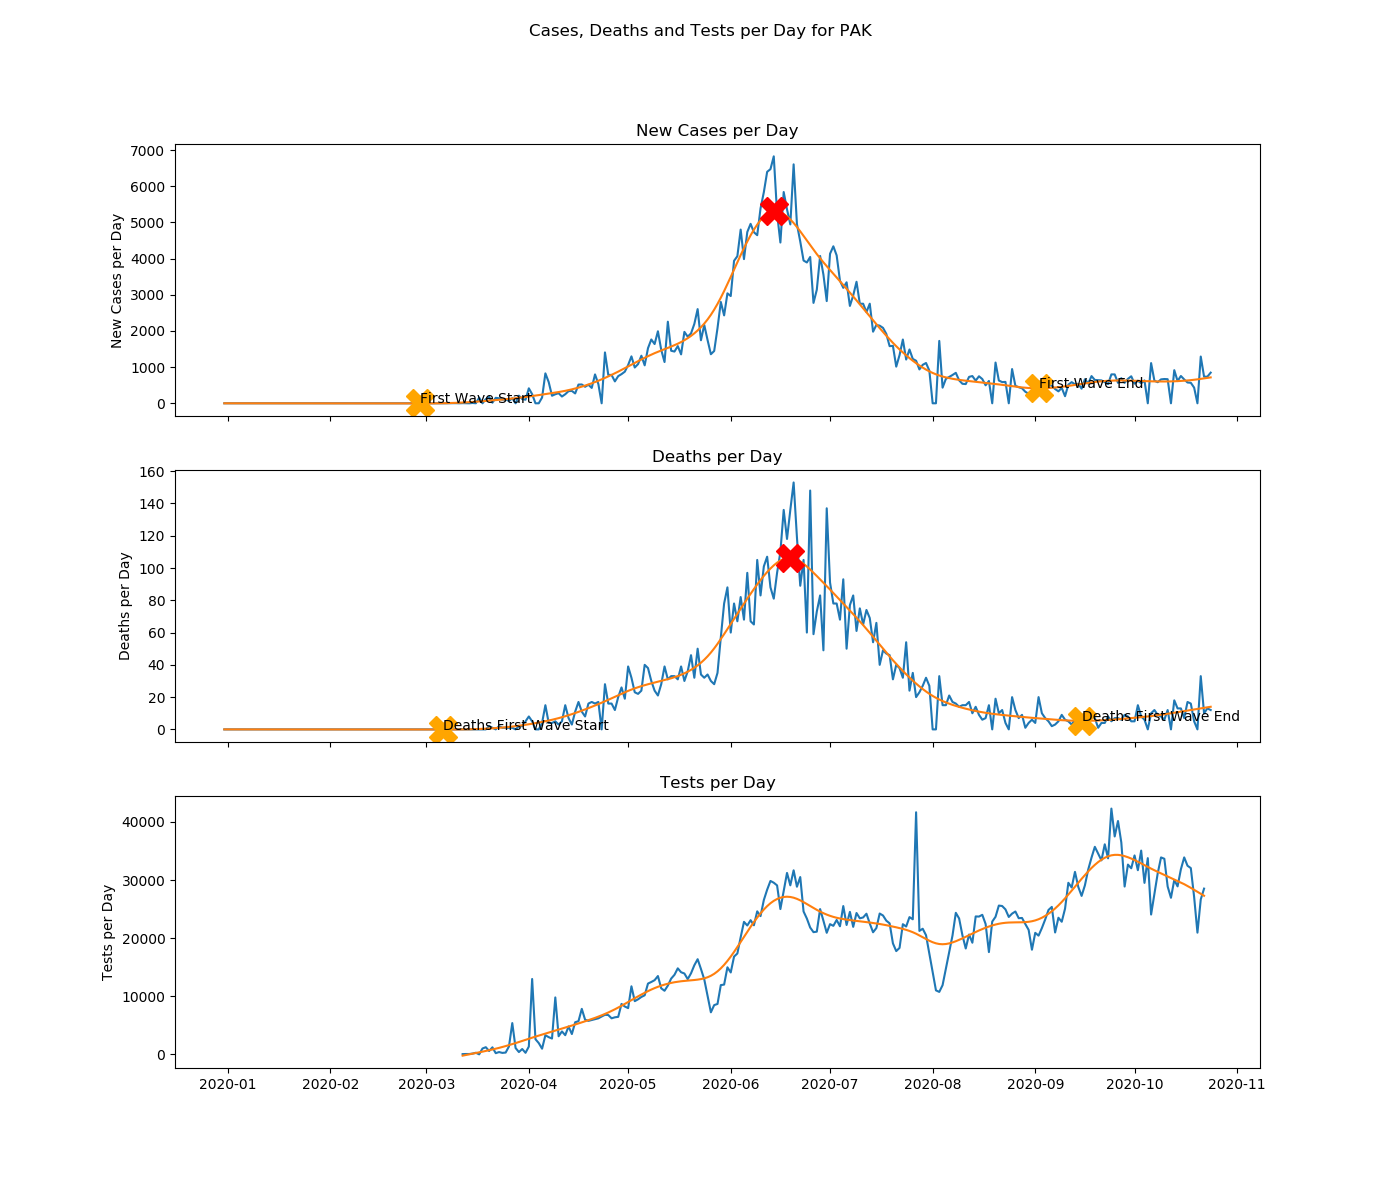 Cases, Deaths and Tests per Day for PAK
New Cases per Day
New Cases per Day
7000
6000
5000
4000
3000
2000
1000
0
First Wave Start
First Wave End
Deaths per Day
Deaths per Day
160
140
120
100
80
60
40
20
0
Deaths First Wave Start
Deaths First Wave End
Tests per Day
Tests per Day
40000
30000
20000
10000
0
2020-01 2020-02 2020-03 2020-04 2020-05 2020-06 2020-07 2020-08 2020-09 2020-10 2020-11